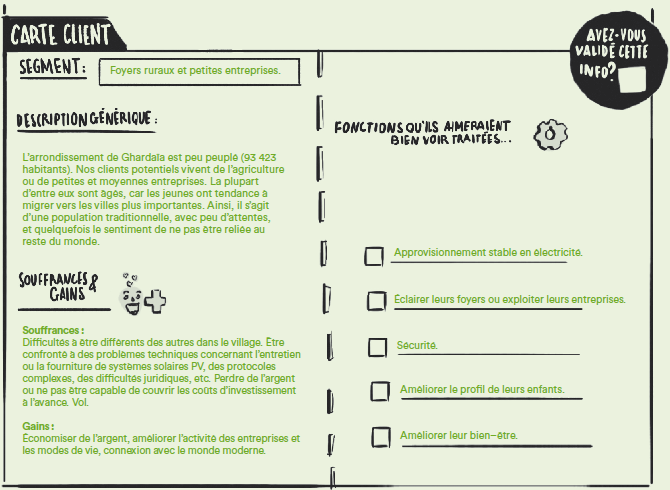 CARTE CLIENT
AVEZ-VOUS
VALIDÉ CETTE
INFO?
SEGMENT:
Foyers ruraux et petites entreprises.
DESCRIPTION GÉNÉRIQUE :
L'arrondissement de Ghardaïa est peu peuplé (93 423
habitants). Nos clients potentiels vivent de l'agriculture
ou de petites et moyennes entreprises. La plupart
d'entre eux sont âgés, car les jeunes ont tendance à
migrer vers les villes plus importantes. Ainsi, il s'agit
d'une population traditionnelle, avec peu d'attentes,
et quelquefois le sentiment de ne pas être reliée au
reste du monde.
SOUFFRANCES &
GAINS
Souffrances :
Difficultés à être différents des autres dans le village. Être
confronté à des problèmes techniques concernant l'entretien
ou la fourniture de systèmes solaires PV, des protocoles
complexes, des difficultés juridiques, etc. Perdre de l'argent
ou ne pas être capable de couvrir les coûts d'investissement
à l'avance. Vol.
Gains :
Économiser de l'argent, améliorer l'activité des entreprises et
les modes de vie, connexion avec le monde moderne.
FONCTIONS QU'ILS AIMERAIENT
BIEN VOIR TRAITÉES...
Approvisionnement stable en électricité.
Éclairer leurs foyers ou exploiter leurs entreprises.
Sécurité.
Améliorer le profil de leurs enfants.
Améliorer leur bien-être.